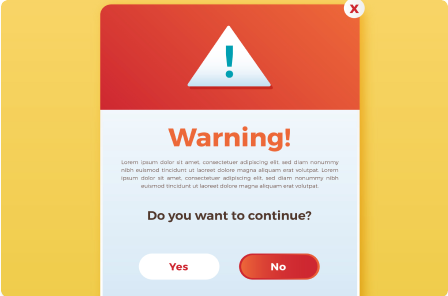 X
!
Warning!
Lorem ipsum dolor sit amet, consectetuer adipiscing elit, sed diam nonummy
nibh euismod tincidunt ut laoreet dolore magna aliquam erat volutpat. Lorem
ipsum dolor sit amet, consectetuer adipiscing elit, sed diam nonummy nibh
euismod tincidunt ut laoreet dolore magna aliquam erat volutpat.
Do you want to continue?
Yes No